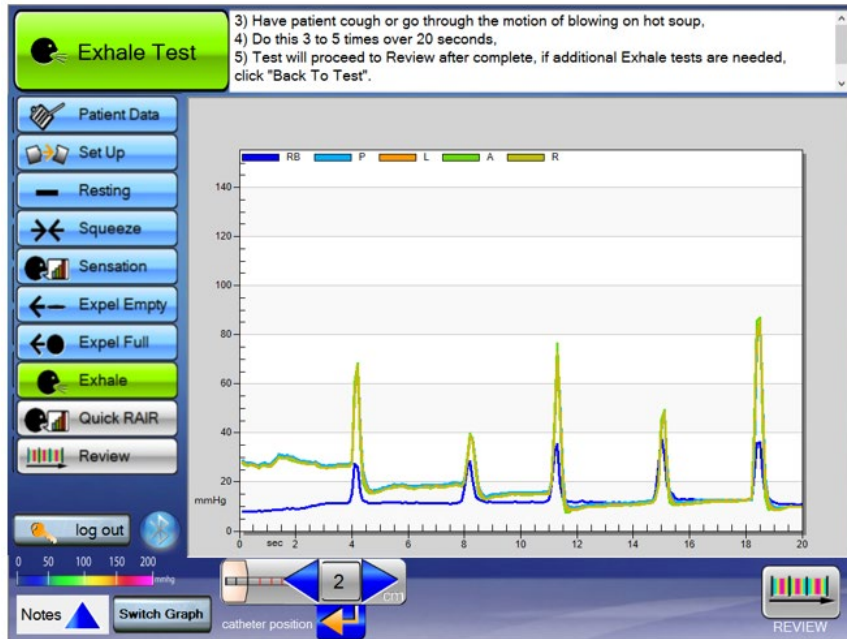 Exhale Test
3) Have patient cough or go through the motion of blowing on hot soup,
4) Do this 3 to 5 times over 20 seconds,
5) Test will proceed to Review after complete, if additional Exhale tests are needed,
click "Back To Test".
Patient Data
Set Up
Resting
Squeeze
Sensation
Expel Empty
Expel Full
Exhale
Quick RAIR
Review
log out
0 50 100 150 200
mmhg
Notes
Switch Graph
RB P L A R
140
120
100
80
60
40
20
mmHg
0
0 sec 2 4 6 8 10 12 14 16 18 20
2
cm
catheter position
REVIEW